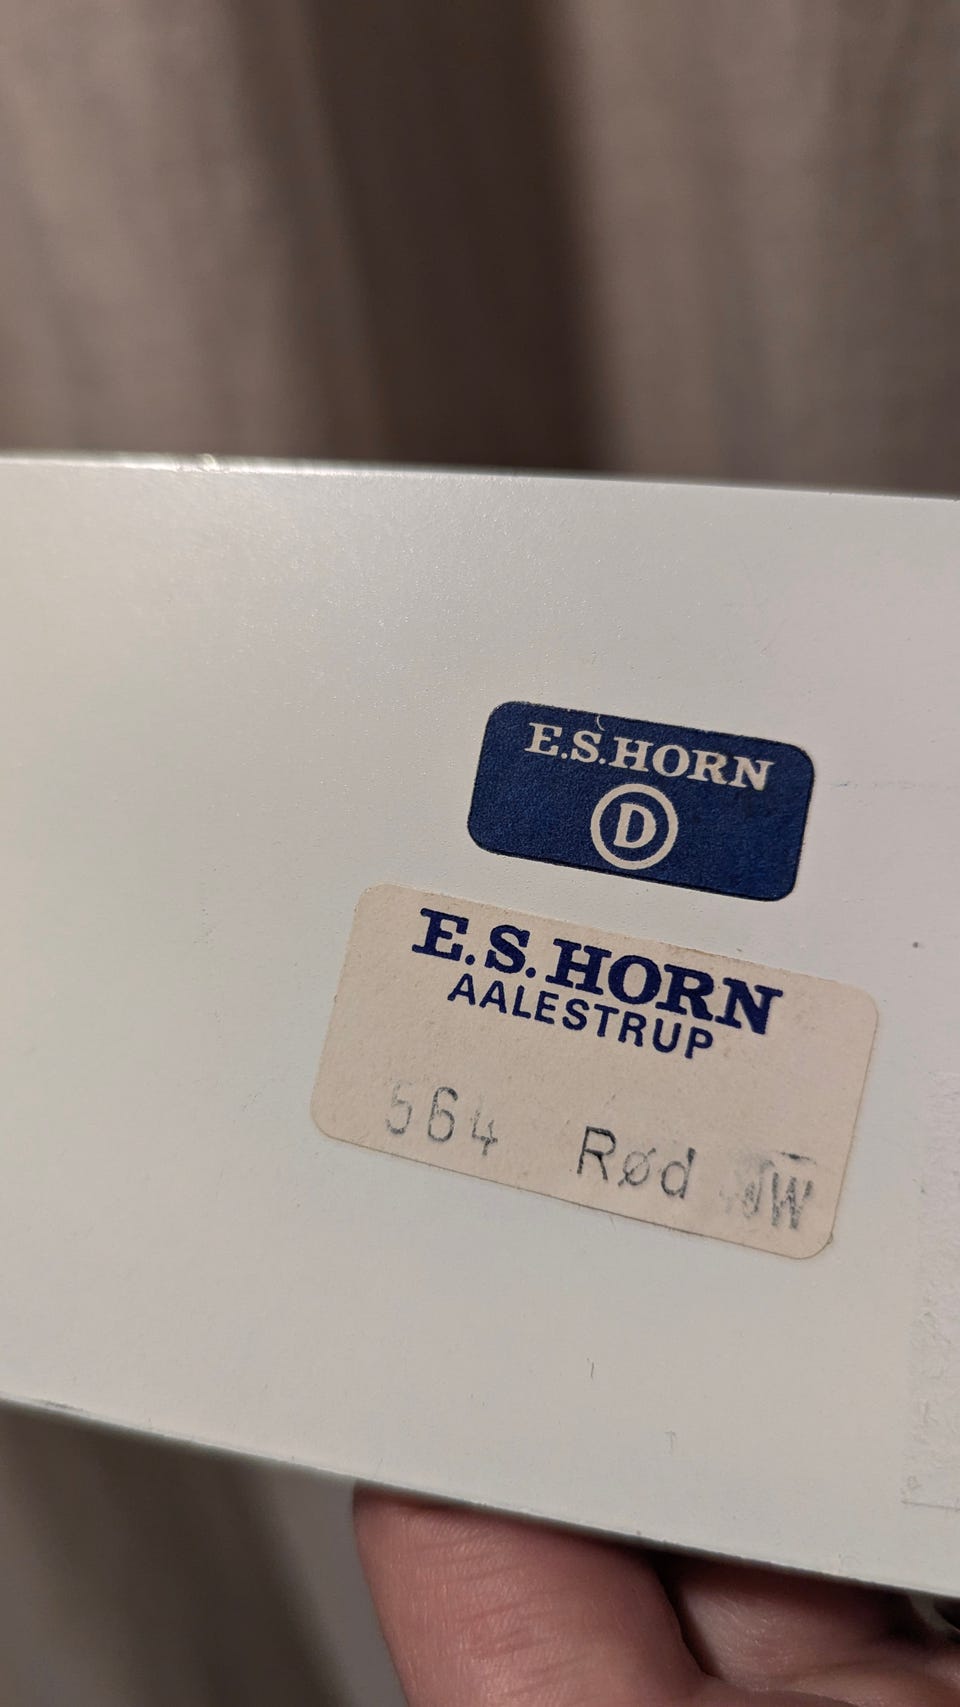 E.S.HORN
D
E.S.HORN
AALESTRUP
564 Rød